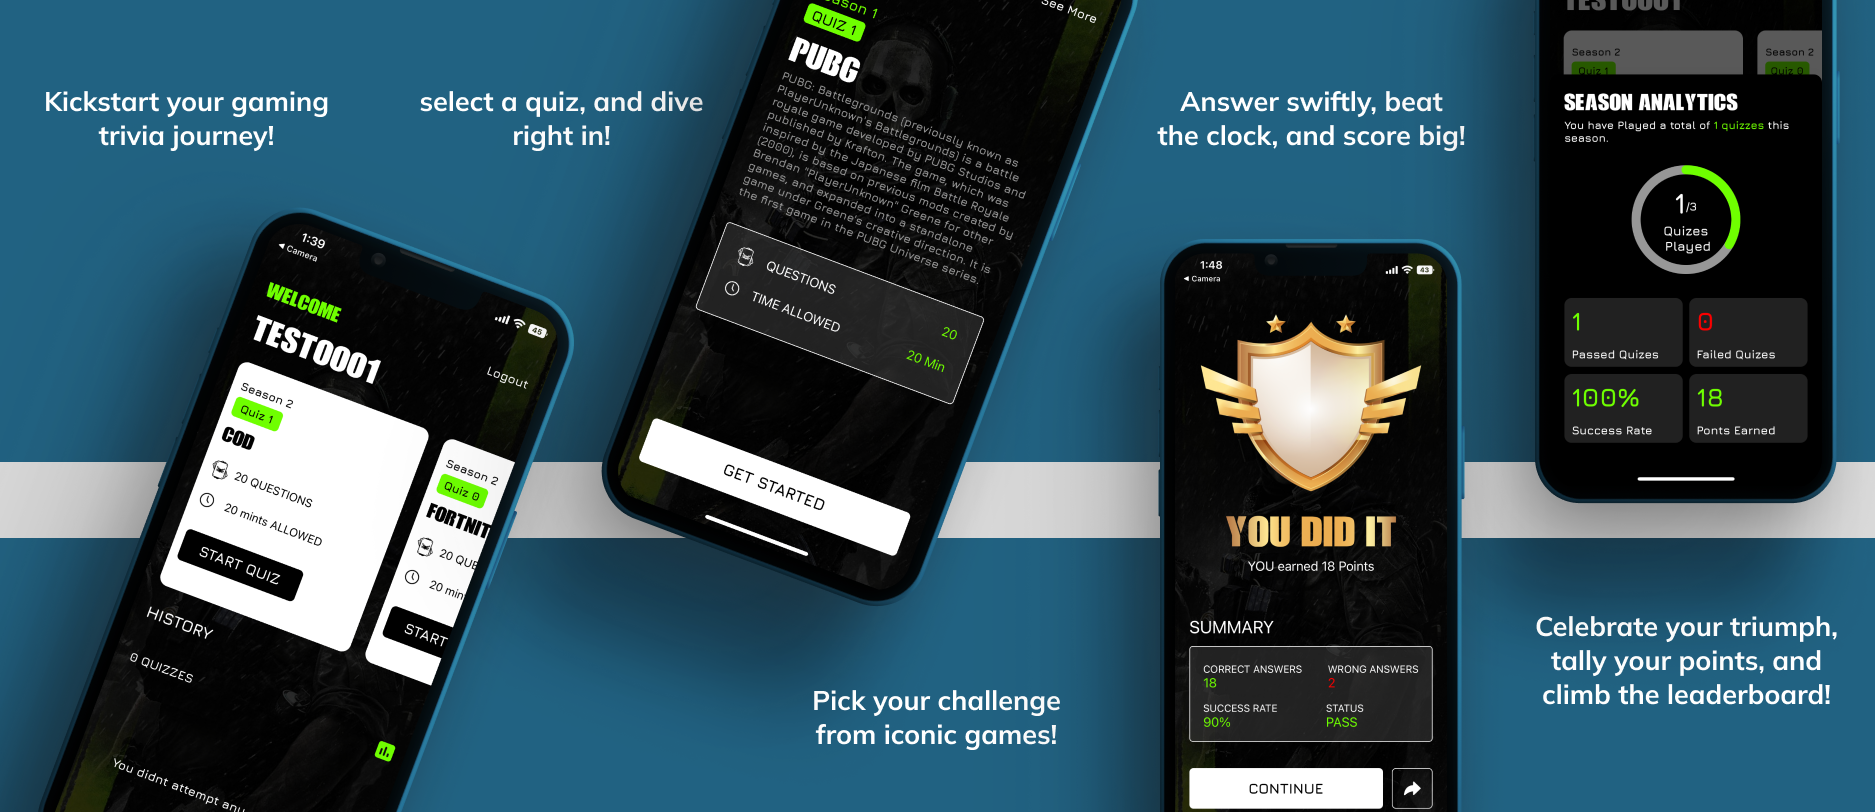 Kickstart your gaming
trivia journey!
select a quiz, and dive
right in!
1:39
Camera
45
WELCOME
TEST0001
Logout
Season 2
Quiz 1
COD
20 QUESTIONS
20 mints ALLOWED
START QUIZ
Season 2
Quiz 0
FORTNIT
20 QUE
20 min
START
HISTORY
0 QUIZZES
You didnt attempt any
Season 1
See More
QUIZ 1
PUBG
PUBG: Battlegrounds (previously known as
PlayerUnknown's Battlegrounds) is a battle
royale game developed by PUBG Studios and
published by Krafton. The game, which was
inspired by the Japanese film Battle Royale
(2000), is based on previous mods created by
Brendan "PlayerUnknown" Greene for other
games, and expanded into a standalone
game under Greene's creative direction. It is
the first game in the PUBG Universe series.
QUESTIONS
20
TIME ALLOWED
20 Min
GET STARTED
Pick your challenge
from iconic games!
Answer swiftly, beat
the clock, and score big!
1:48
Camera
43
YOU DID IT
YOU earned 18 Points
SUMMARY
CORRECT ANSWERS
18
WRONG ANSWERS
2
SUCCESS RATE
90%
STATUS
PASS
CONTINUE
TEST0001
Season 2
Quiz 1
Season 2
Quiz 0
SEASON ANALYTICS
You have Played a total of 1 quizzes this
season.
1/3
Quizes
Played
1
Passed Quizes
0
Failed Quizes
100%
Success Rate
18
Ponts Earned
Celebrate your triumph,
tally your points, and
climb the leaderboard!